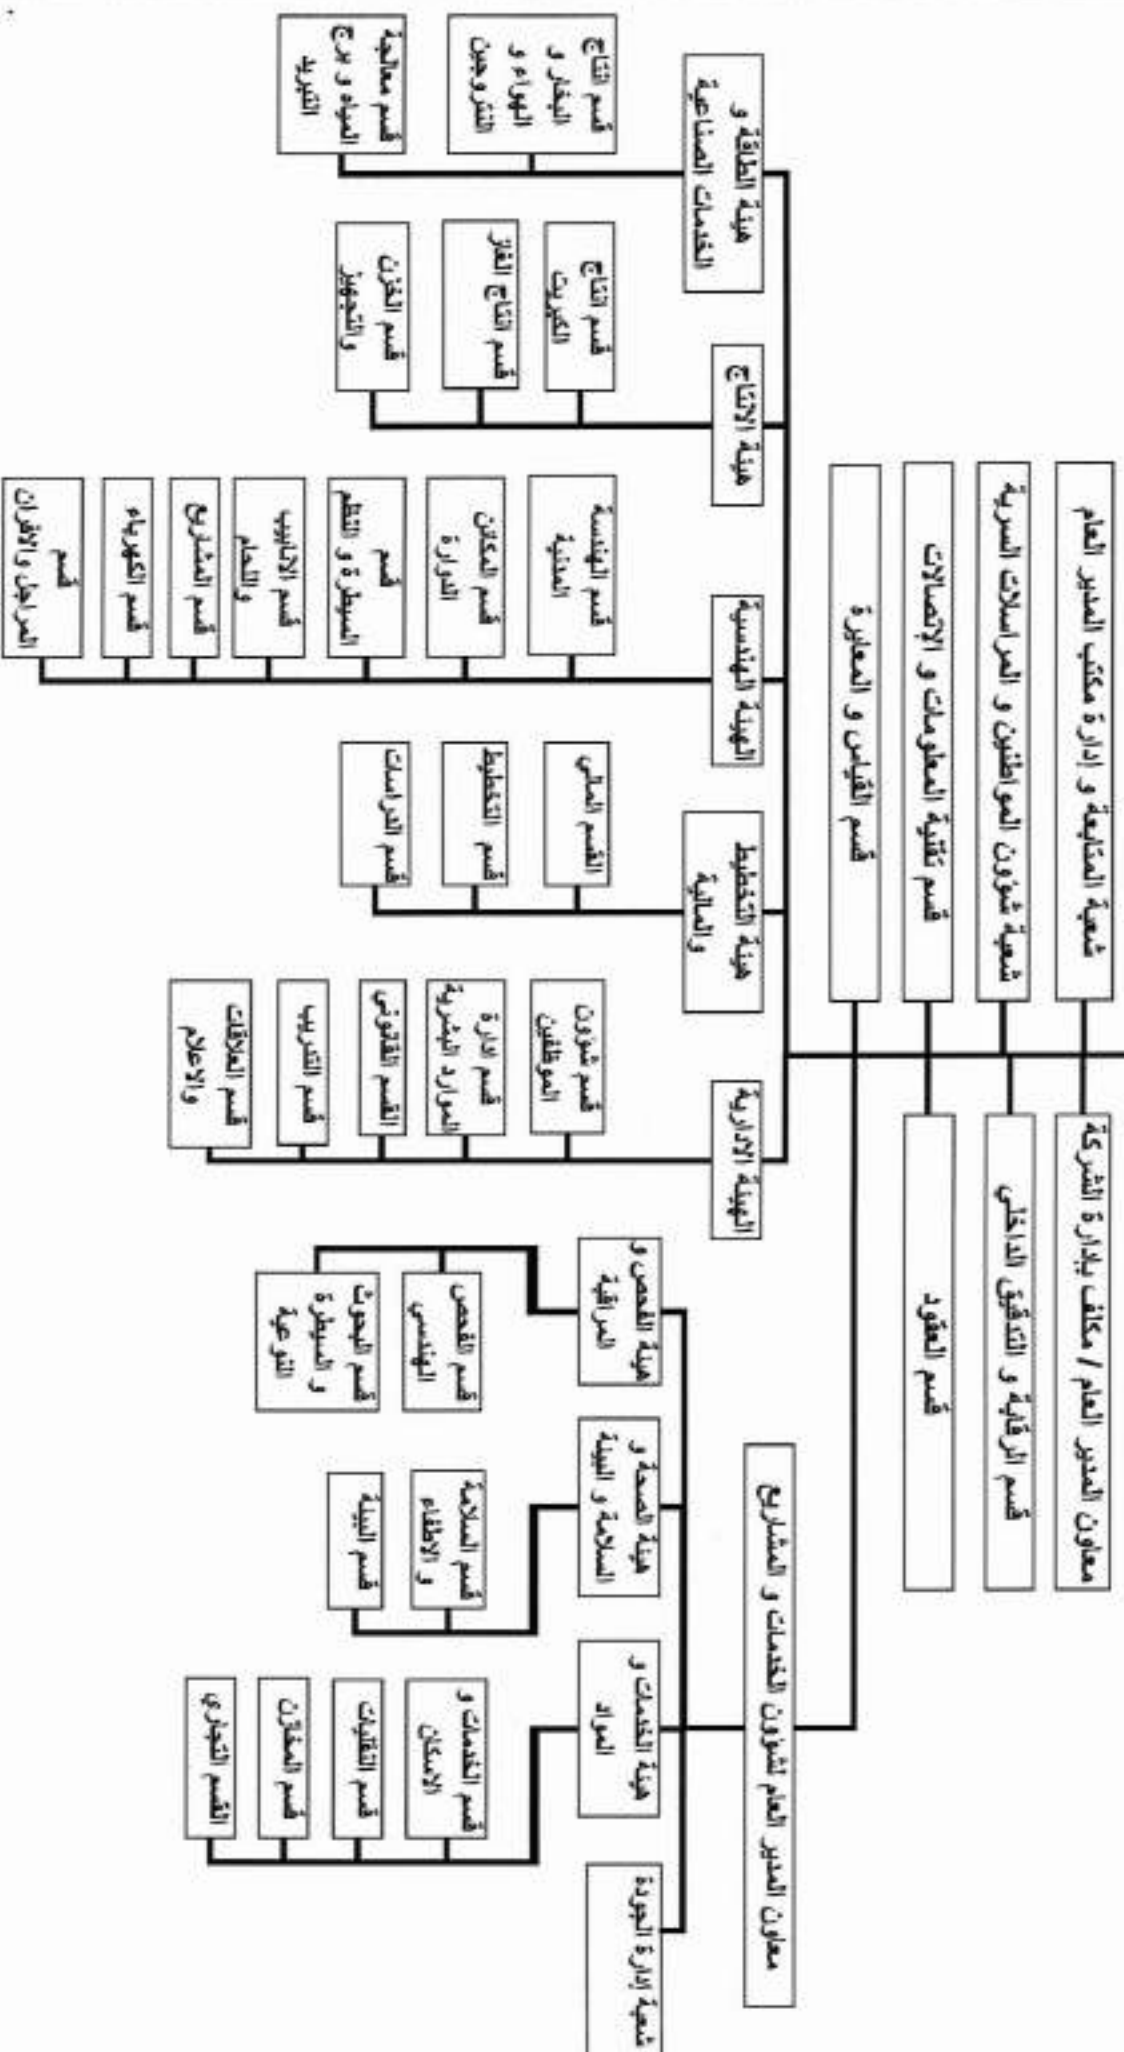 شعبة المتابعة و إدارة مكتب المدير العام
معاون المدير العام / مكلف بإدارة الشركة
شعبة شؤون المواطنين و المراسلات السرية
قسم الرقابة و التدقيق الداخلي
قسم تقنية المعلومات و الإتصالات
قسم العقود
قسم القياس و المعايرة
معاون المدير العام لشؤون الخدمات و المشاريع
هيئة الطاقة و
الخدمات الصناعية
هيئة الانتاج
الهيئة الهندسية
هيئة التخطيط
والمالية
الهيئة الادارية
هيئة الفحص و
المراقبة
هيئة الصحة و
السلامة و البيئة
هيئة الخدمات و
المواد
شعبة إدارة الجودة
قسم انتاج
البخار و
الهواء و
النتروجين
قسم معالجة
المياه و برج
التبريد
قسم انتاج
الكبريت
قسم انتاج الغاز
قسم الخزن
والتجهيز
قسم الهندسة
المدنية
قسم المكائن
الدوارة
قسم
السيطرة و النظم
قسم الانابيب
واللحام
قسم المشاريع
قسم الكهرباء
قسم
المراجل والافران
القسم المالي
قسم التخطيط
قسم الدراسات
قسم شؤون
الموظفين
قسم ادارة
الموارد البشرية
القسم القانوني
قسم التدريب
قسم العلاقات
والاعلام
قسم الفحص
الهندسي
قسم البحوث
و السيطرة
النوعية
قسم السلامة
و الاطفاء
قسم البيئة
قسم الخدمات و
الاسكان
قسم النقليات
قسم المخازن
القسم التجاري